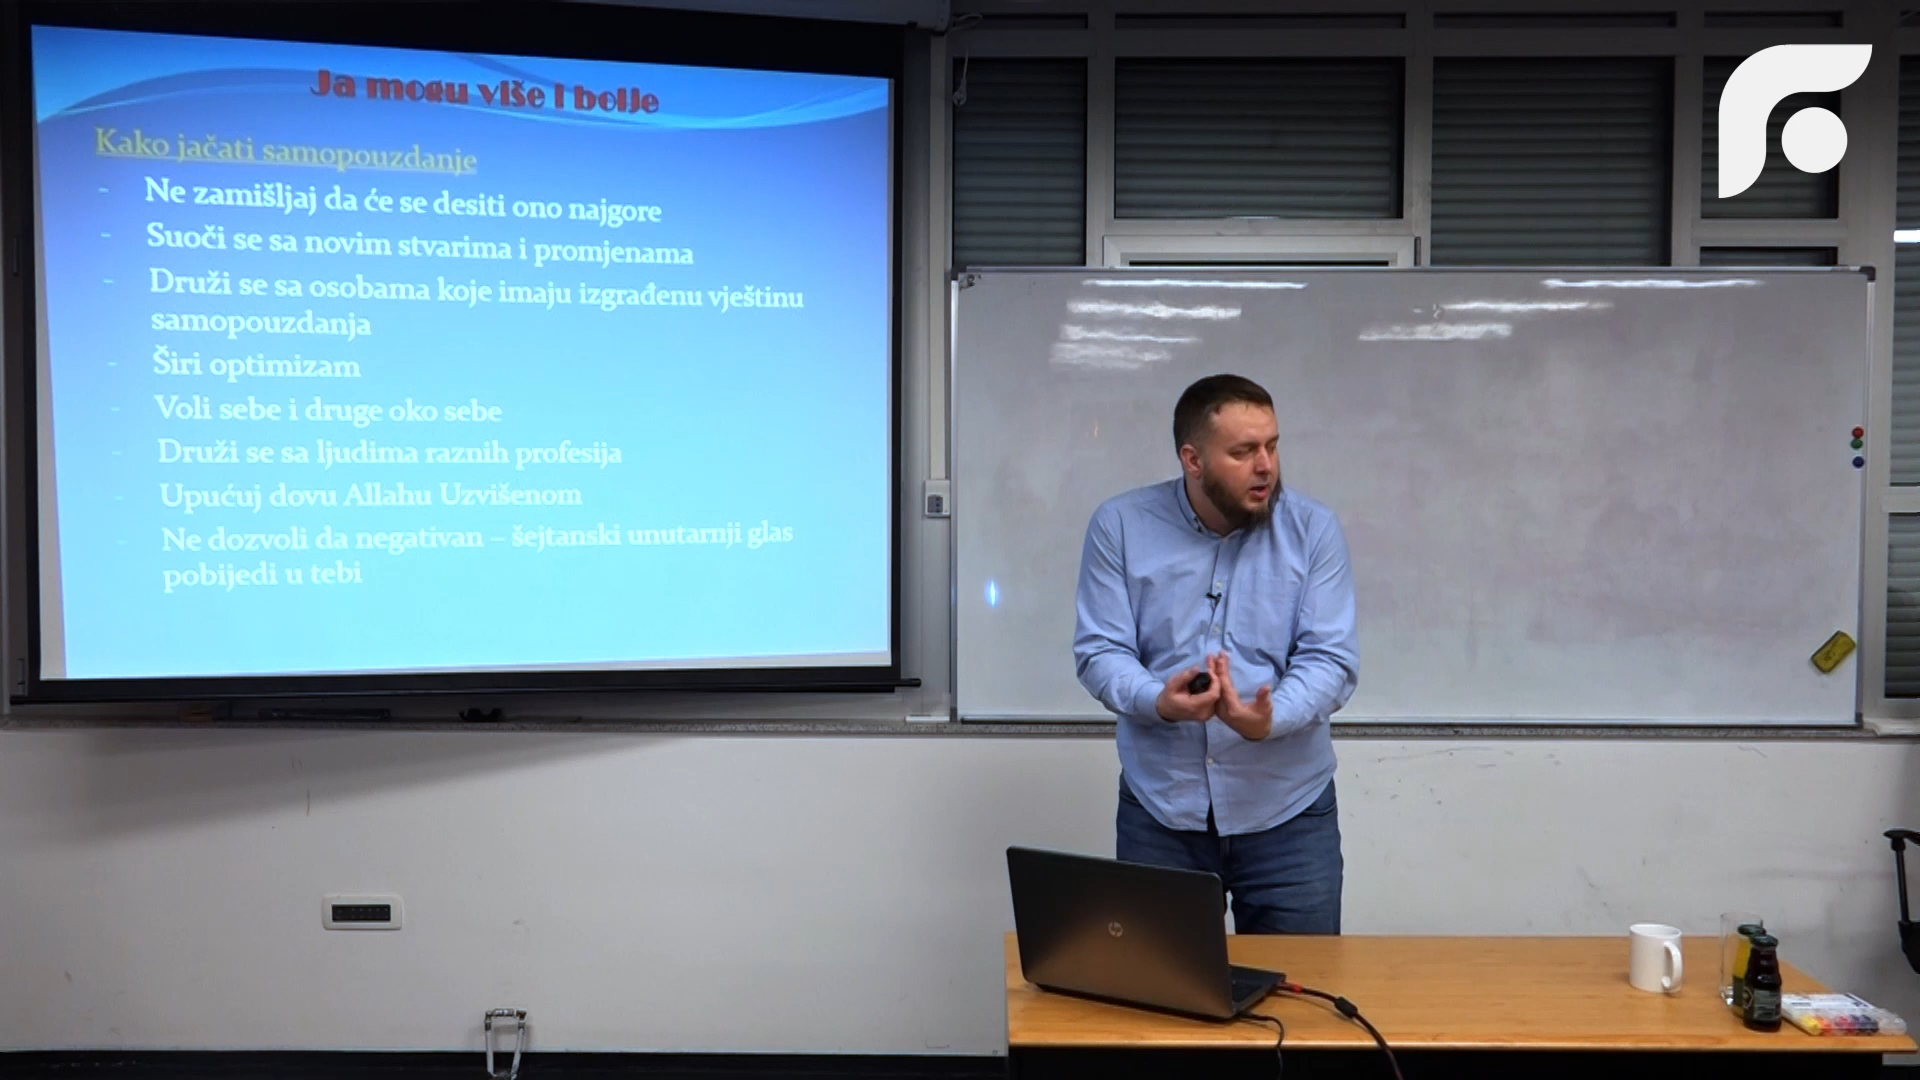 Ja mogu više i bolje
Kako jačati samopouzdanje
- Ne zamišljaj da će se desiti ono najgore
- Suoči se sa novim stvarima i promjenama
- Druži se sa osobama koje imaju izgrađenu vještinu
samopouzdanja
- Širi optimizam
- Voli sebe i druge oko sebe
- Druži se sa ljudima raznih profesija
- Upućuj dovu Allahu Uzvišenom
- Ne dozvoli da negativan – šejtanski unutarnji glas
pobijedi u tebi
hp